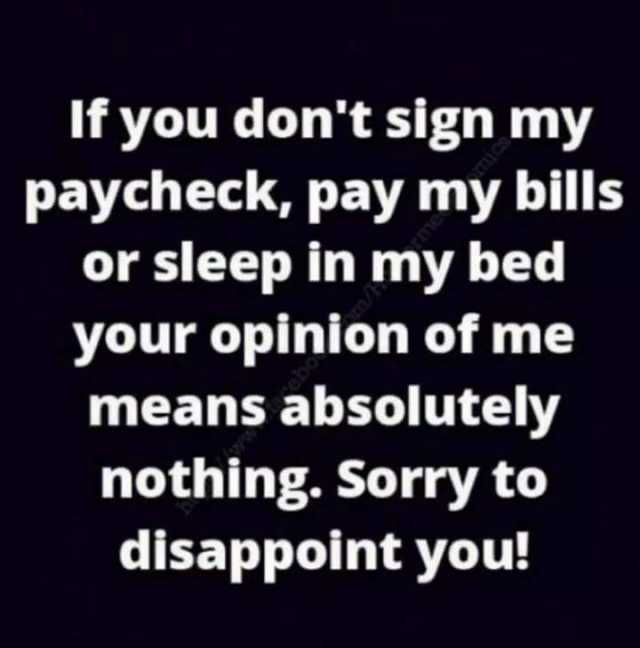 If you don't sign my
paycheck, pay my bills
or sleep in my bed
your opinion of me
means absolutely
nothing. Sorry to
disappoint you!